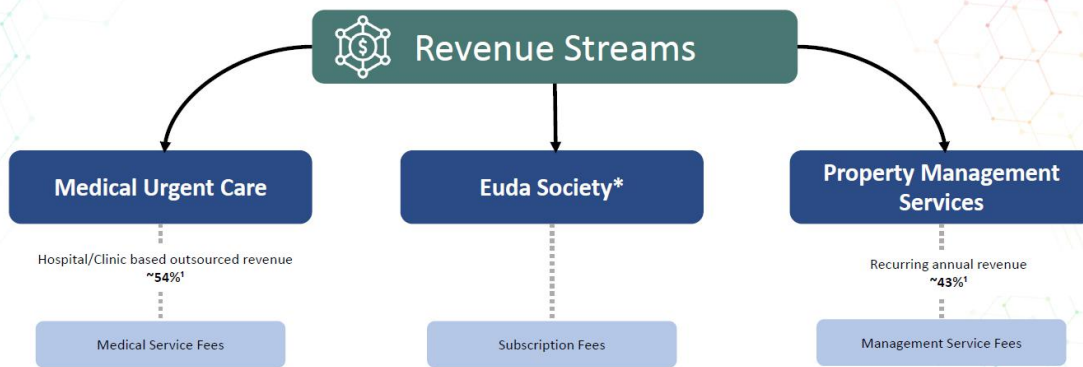 Revenue Streams
Medical Urgent Care
Euda Society*
Property Management
Services
Hospital/Clinic based outsourced revenue
~54%¹
Recurring annual revenue
~43%¹
Medical Service Fees
Subscription Fees
Management Service Fees